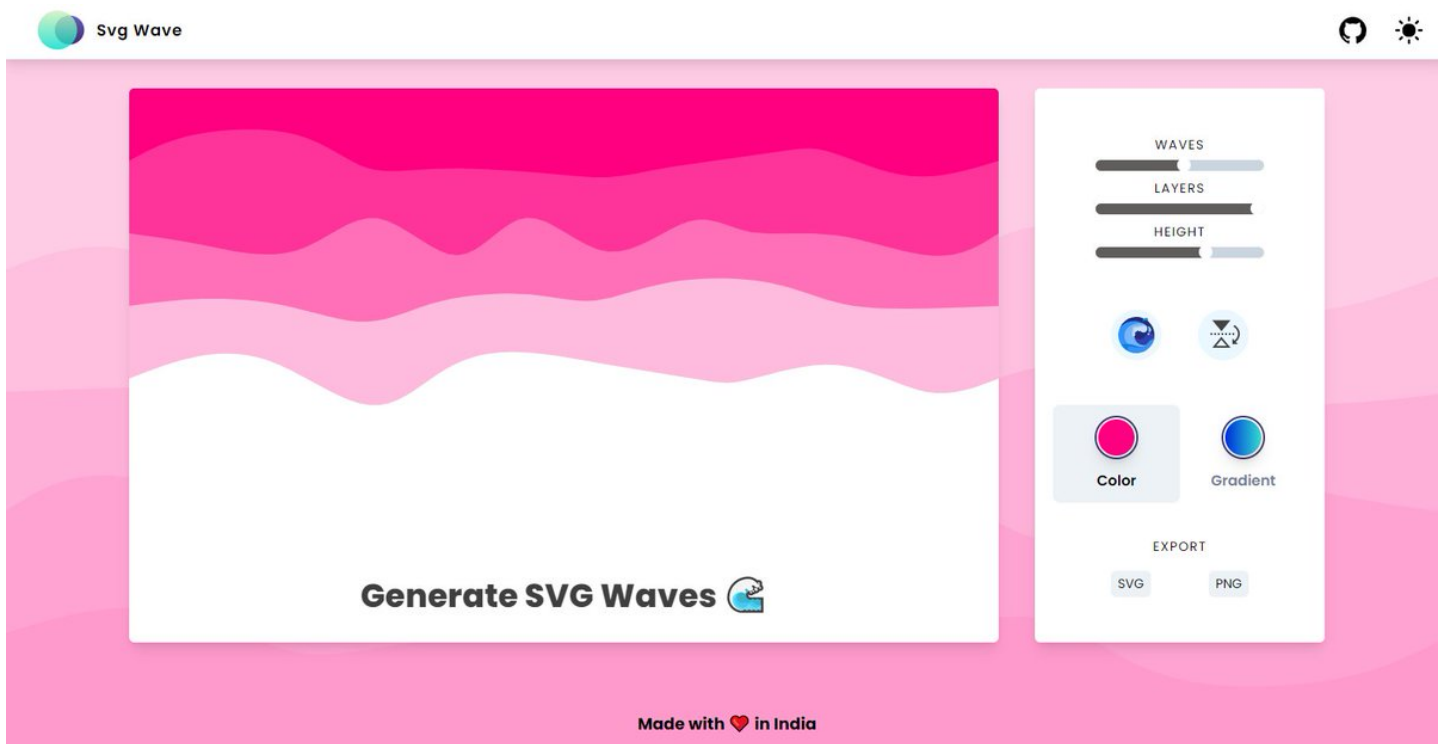 Svg Wave
WAVES
LAYERS
HEIGHT
Color
Gradient
EXPORT
SVG
PNG
Generate SVG Waves 🌊
Made with ❤️ in India